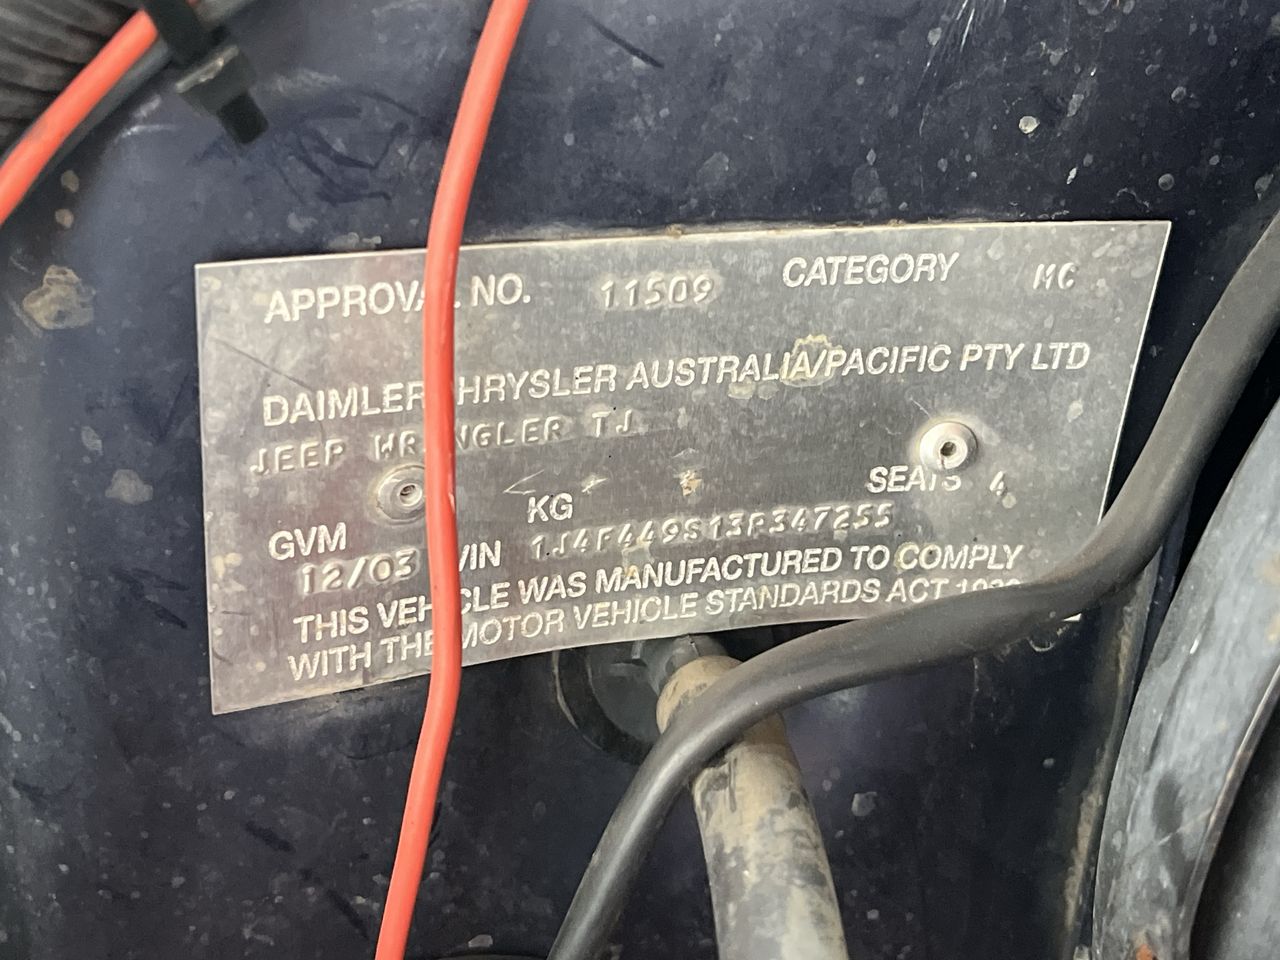 APPROVAL NO. 11509 CATEGORY MC
DAIMLERCHRYSLER AUSTRALIA/PACIFIC PTY LTD
JEEP WRANGLER TJ
GVM KG SEATS 4
12/03 VIN 1J4F449S13P347255
THIS VEHICLE WAS MANUFACTURED TO COMPLY
WITH THE MOTOR VEHICLE STANDARDS ACT